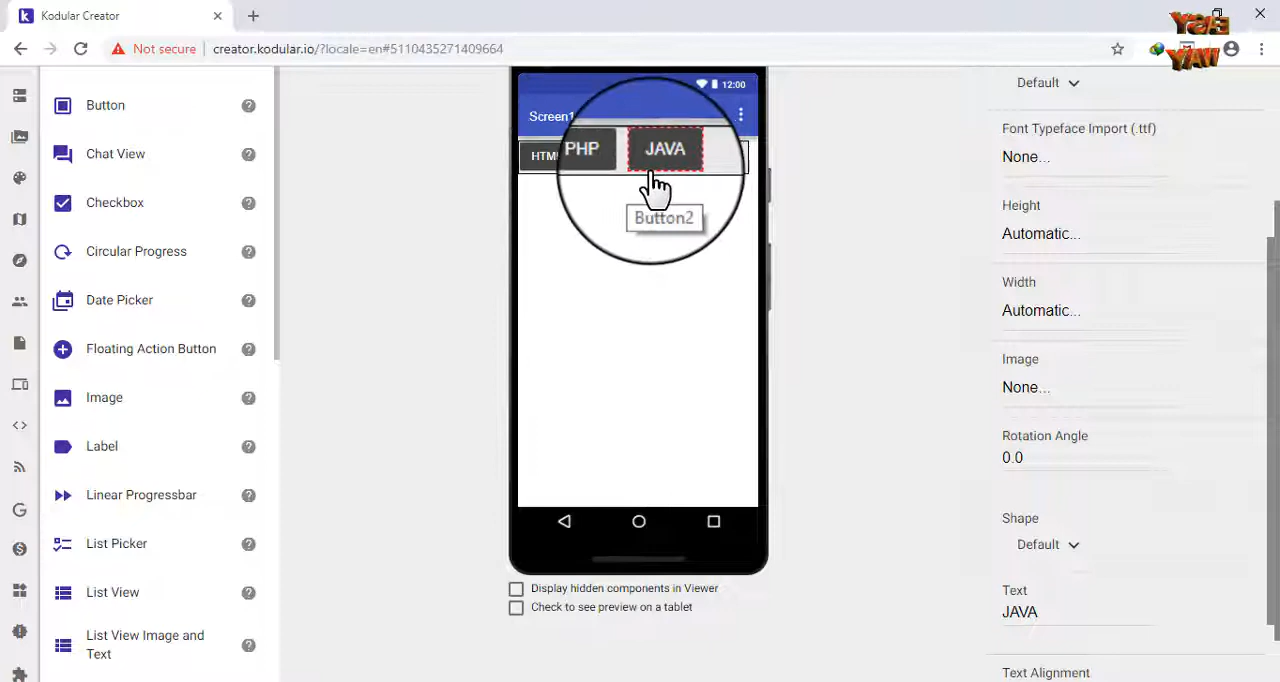 Kodular Creator
Not secure
creator.kodular.io/?locale=en#5110435271409664
EASY
WAY
Button
Chat View
Checkbox
Circular Progress
Date Picker
Floating Action Button
Image
Label
Linear Progressbar
List Picker
List View
List View Image and
Text
12:00
Screen1
HTM
PHP
JAVA
Button2
Display hidden components in Viewer
Check to see preview on a tablet
Default
Font Typeface Import (.ttf)
None...
Height
Automatic...
Width
Automatic...
Image
None...
Rotation Angle
0.0
Shape
Default
Text
JAVA
Text Alignment